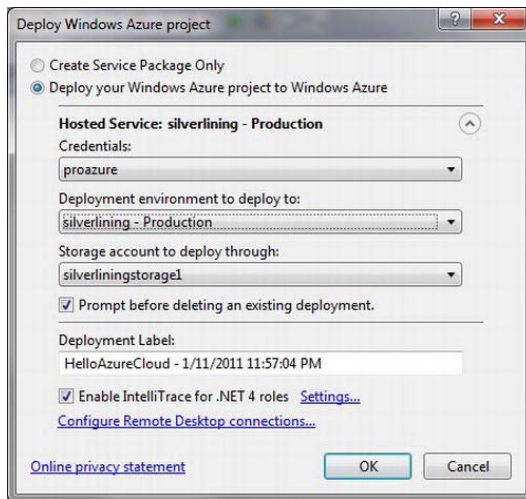 Deploy Windows Azure project
Create Service Package Only
Deploy your Windows Azure project to Windows Azure
Hosted Service: silverlining - Production
Credentials:
proazure
Deployment environment to deploy to:
silverlining - Production
Storage account to deploy through:
silverliningstorage1
Prompt before deleting an existing deployment.
Deployment Label:
HelloAzureCloud - 1/11/2011 11:57:04 PM
Enable IntelliTrace for .NET 4 roles Settings...
Configure Remote Desktop connections...
Online privacy statement OK Cancel